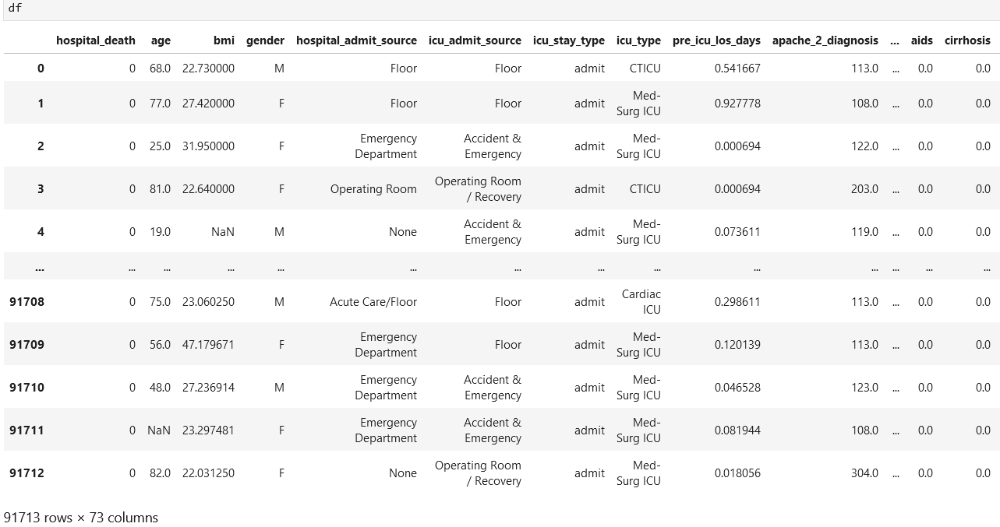 df
hospital_death age bmi gender hospital_admit_source icu_admit_source icu_stay_type icu_type pre_icu_los_days apache_2_diagnosis ... aids cirrhosis
0 0 68.0 22.730000 M Floor Floor admit CTICU 0.541667 113.0 ... 0.0 0.0
1 0 77.0 27.420000 F Floor Floor admit Med-
Surg ICU 0.927778 108.0 ... 0.0 0.0
2 0 25.0 31.950000 F Emergency
Department Accident &
Emergency admit Med-
Surg ICU 0.000694 122.0 ... 0.0 0.0
3 0 81.0 22.640000 F Operating Room Operating Room
/ Recovery admit CTICU 0.000694 203.0 ... 0.0 0.0
4 0 19.0 NaN M None Accident &
Emergency admit Med-
Surg ICU 0.073611 119.0 ... 0.0 0.0
... ... ... ... ... ... ... ... ... ... ... ... ... ...
91708 0 75.0 23.060250 M Acute Care/Floor Floor admit Cardiac
ICU 0.298611 113.0 ... 0.0 0.0
91709 0 56.0 47.179671 F Emergency
Department Floor admit Med-
Surg ICU 0.120139 113.0 ... 0.0 0.0
91710 0 48.0 27.236914 M Emergency
Department Accident &
Emergency admit Med-
Surg ICU 0.046528 123.0 ... 0.0 0.0
91711 0 NaN 23.297481 F Emergency
Department Accident &
Emergency admit Med-
Surg ICU 0.081944 108.0 ... 0.0 0.0
91712 0 82.0 22.031250 F None Operating Room
/ Recovery admit Med-
Surg ICU 0.018056 304.0 ... 0.0 0.0
91713 rows × 73 columns